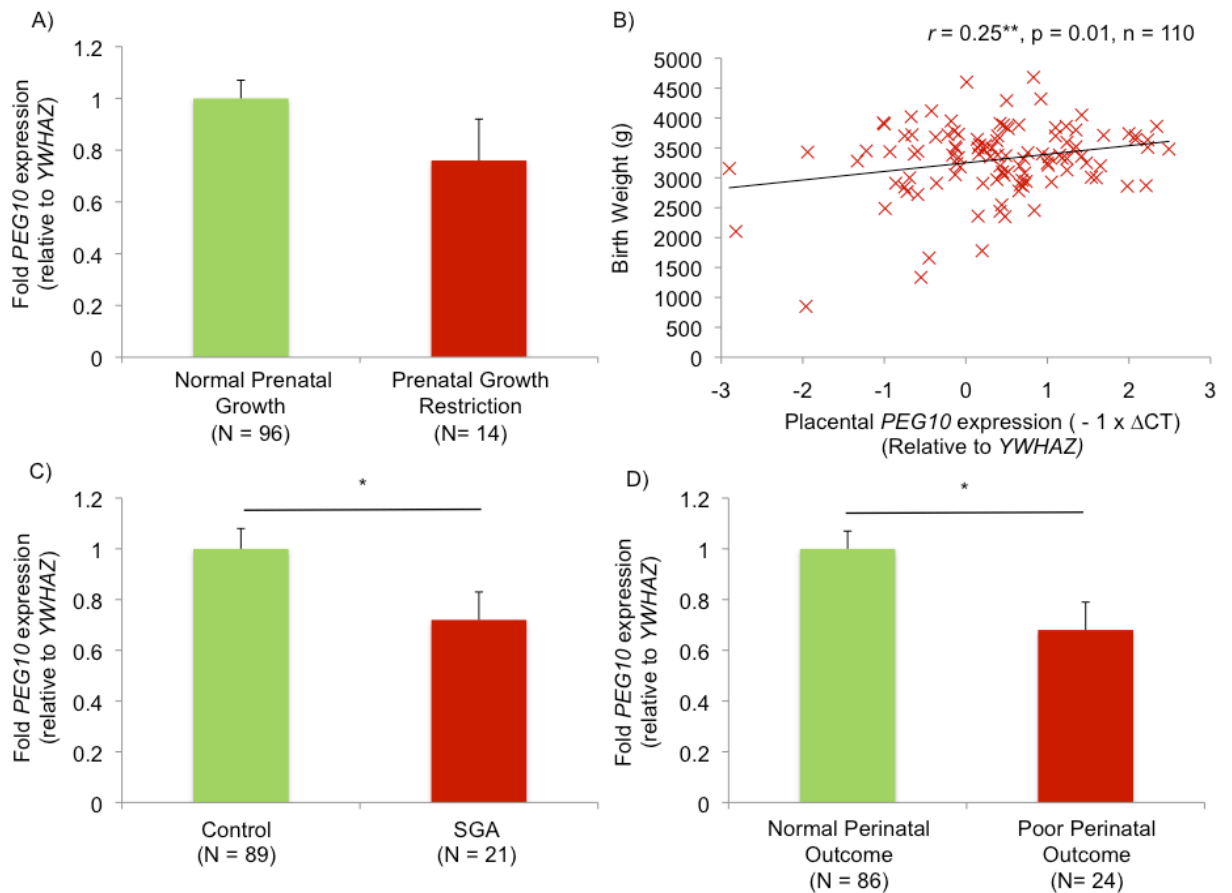 A)
1.2
1
0.8
0.6
0.4
0.2
0
Fold PEG10 expression
(relative to YWHAZ)
Normal Prenatal
Growth
(N = 96)
Prenatal Growth
Restriction
(N= 14)
B)
r = 0.25**, p = 0.01, n = 110
5000
4500
4000
3500
3000
2500
2000
1500
1000
500
0
Birth Weight (g)
-3 -2 -1 0 1 2 3
Placental PEG10 expression ( - 1 x ΔCT)
(Relative to YWHAZ)
C)
*
1.2
1
0.8
0.6
0.4
0.2
0
Fold PEG10 expression
(relative to YWHAZ)
Control
(N = 89)
SGA
(N = 21)
D)
*
1.2
1
0.8
0.6
0.4
0.2
0
Fold PEG10 expression
(relative to YWHAZ)
Normal Perinatal
Outcome
(N = 86)
Poor Perinatal
Outcome
(N= 24)